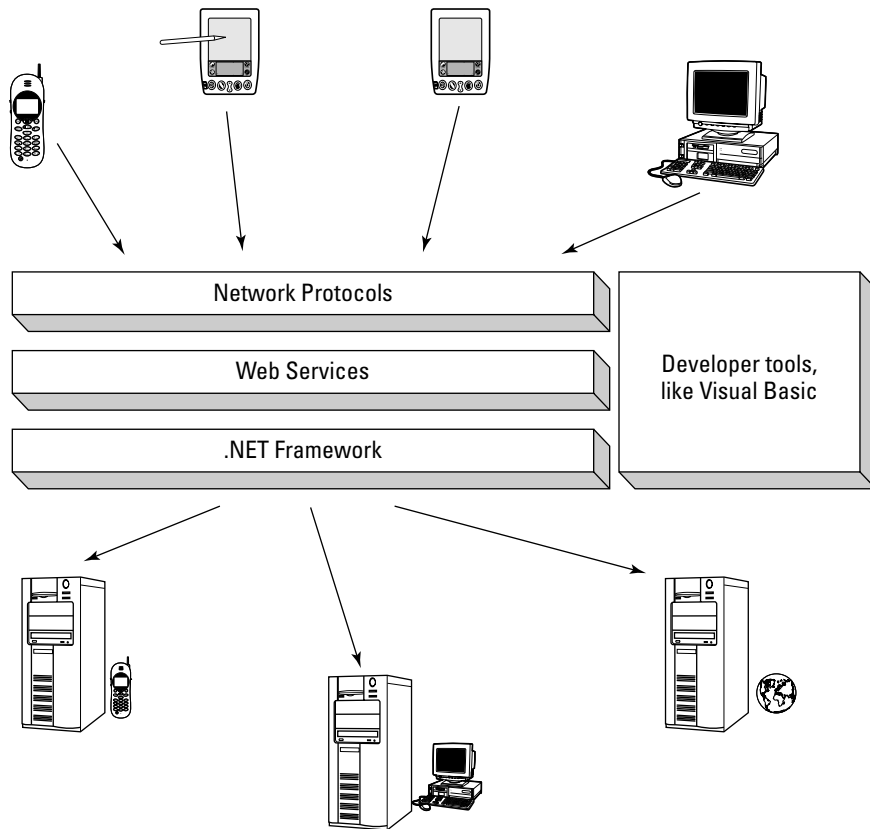 Network Protocols
Web Services
.NET Framework
Developer tools,
like Visual Basic